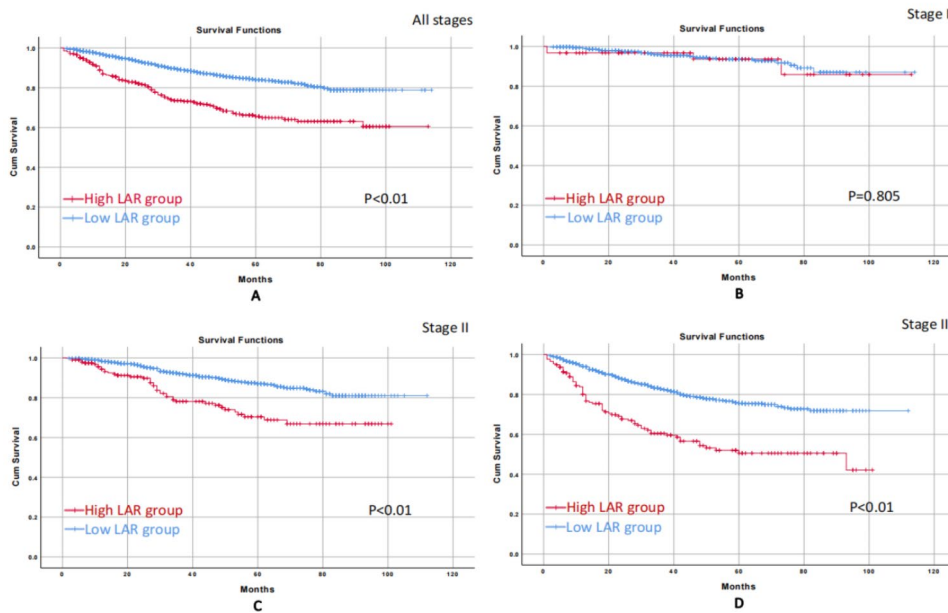 All stages
Survival Functions
1.0
0.8
0.6
0.4
0.2
0.0
Cum Survival
High LAR group
Low LAR group
P<0.01
0 20 40 60 80 100 120
Months
A
Stage I
Survival Functions
1.0
0.8
0.6
0.4
0.2
0.0
Cum Survival
High LAR group
Low LAR group
P=0.805
0 20 40 60 80 100 120
Months
B
Stage II
Survival Functions
1.0
0.8
0.6
0.4
0.2
0.0
Cum Survival
High LAR group
Low LAR group
P<0.01
0 20 40 60 80 100 120
Months
C
Stage II
Survival Functions
1.0
0.8
0.6
0.4
0.2
0.0
Cum Survival
High LAR group
Low LAR group
P<0.01
0 20 40 60 80 100 120
Months
D